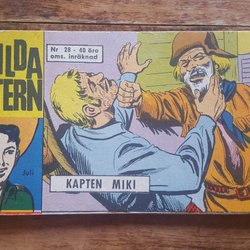 ILDA
TERN
Nr 28 - 40 öre
oms. inräknad
Juli
KAPTEN MIKI